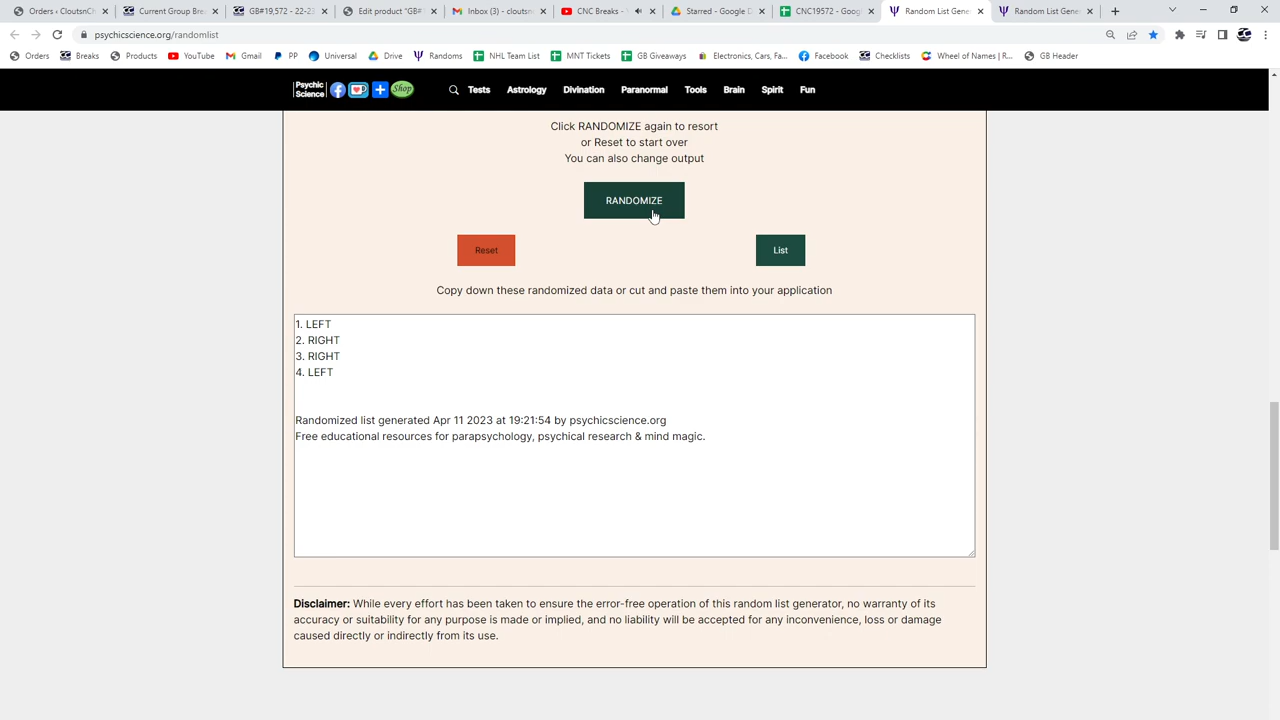 Orders ‹ CloutsnCh
Current Group Brea
GB#19,572 - 22-23
Edit product "GB#
Inbox (3) - cloutsn
CNC Breaks -
Starred - Google D
CNC19572 - Goog
Random List Gene
Random List Gene
psychicscience.org/randomlist
Orders
Breaks
Products
YouTube
Gmail
PP
Universal
Drive
Randoms
NHL Team List
MNT Tickets
GB Giveaways
Electronics, Cars, Fa...
Facebook
Checklists
Wheel of Names | R...
GB Header
Psychic
Science
Shop
Tests
Astrology
Divination
Paranormal
Tools
Brain
Spirit
Fun
Click RANDOMIZE again to resort
or Reset to start over
You can also change output
RANDOMIZE
Reset
List
Copy down these randomized data or cut and paste them into your application
1. LEFT
2. RIGHT
3. RIGHT
4. LEFT
Randomized list generated Apr 11 2023 at 19:21:54 by psychicscience.org
Free educational resources for parapsychology, psychical research & mind magic.
Disclaimer: While every effort has been taken to ensure the error-free operation of this random list generator, no warranty of its
accuracy or suitability for any purpose is made or implied, and no liability will be accepted for any inconvenience, loss or damage
caused directly or indirectly from its use.